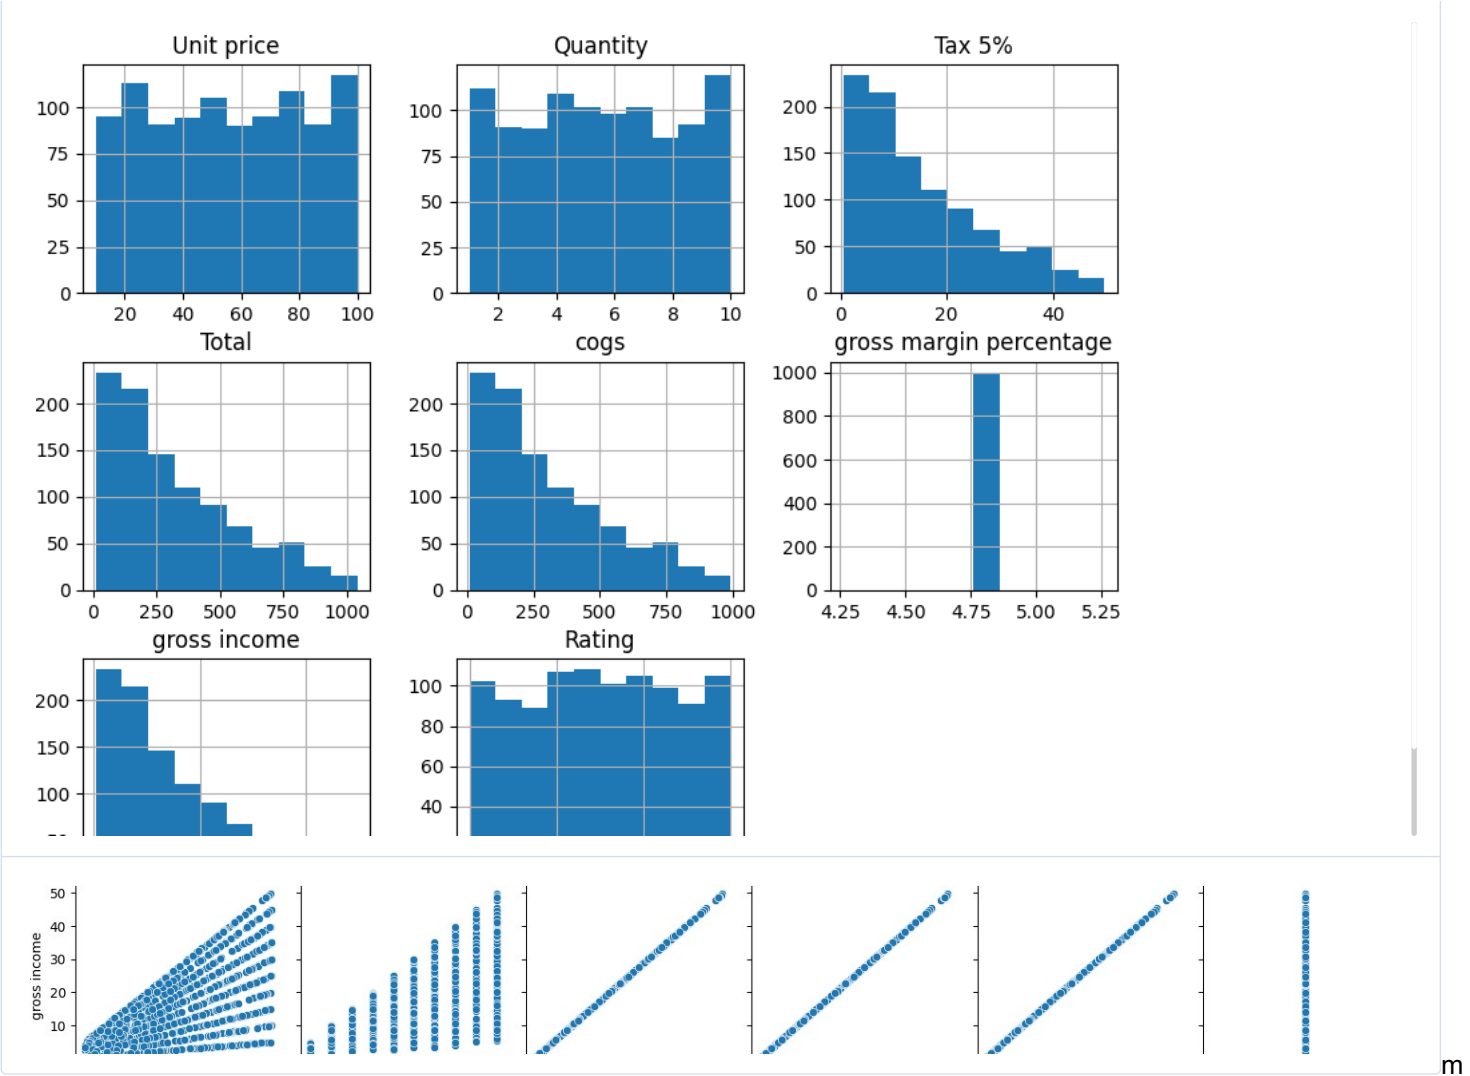 Unit price Quantity Tax 5%
100 100 200
75 75 150
50 50 100
25 25 50
0 0 0
20 40 60 80 100 2 4 6 8 10 0 20 40
Total cogs gross margin percentage
200 200 1000
150 150 800
100 100 600
50 50 400
0 0 200
0
0 250 500 750 1000 0 250 500 750 1000 4.25 4.50 4.75 5.00 5.25
gross income Rating
200 100
150 80
100 60
40
gross income
50
40
30
20
10
m